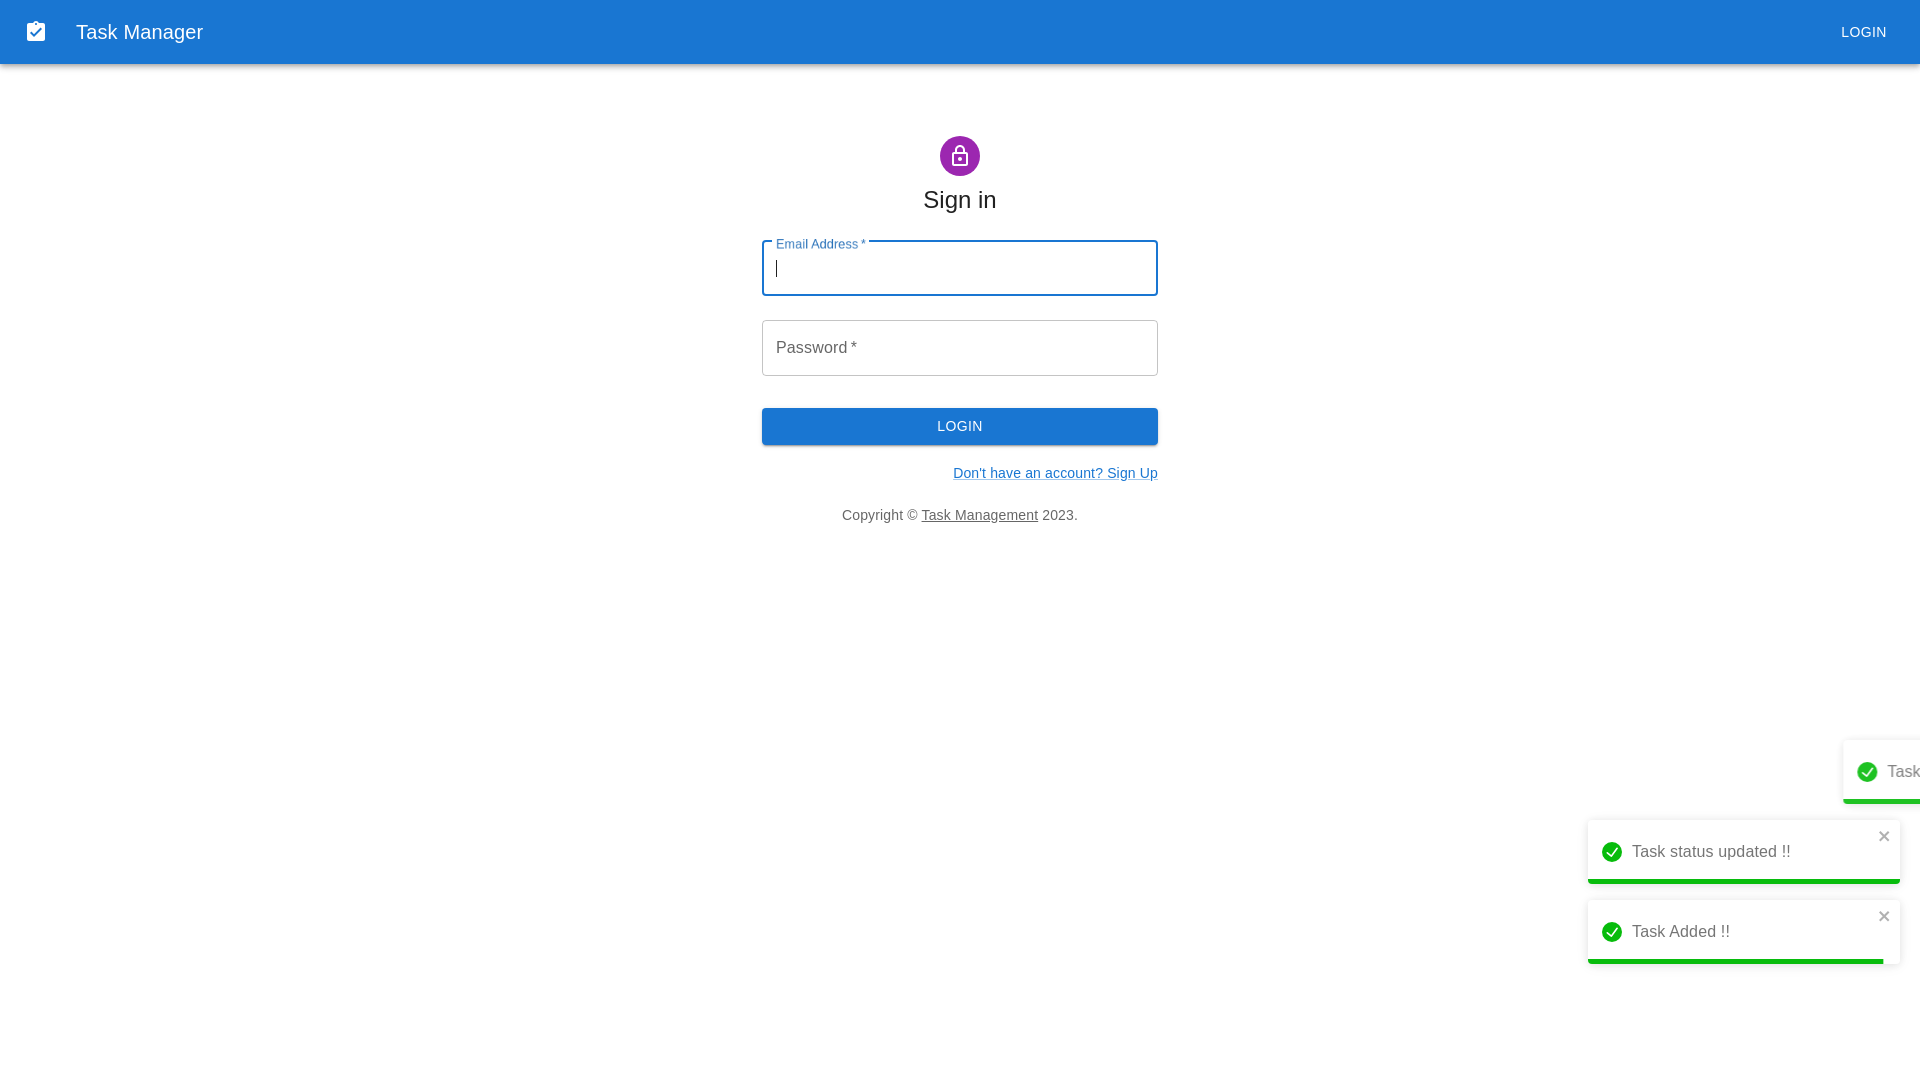 Task Manager
LOGIN
Sign in
Email Address *
Password *
LOGIN
Don't have an account? Sign Up
Copyright © Task Management 2023.
Task
Task status updated !!
Task Added !!